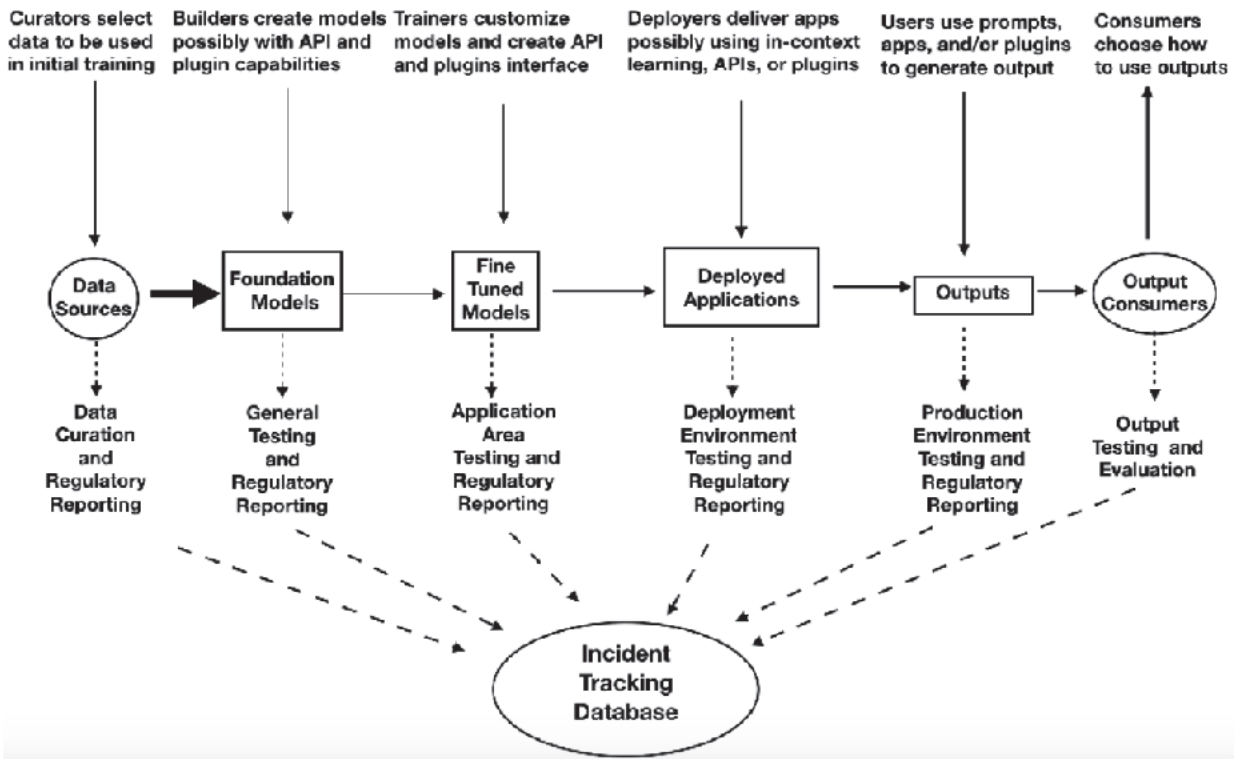 Curators select
data to be used
in initial training
Builders create models
possibly with API and
plugin capabilities
Trainers customize
models and create API
and plugins interface
Deployers deliver apps
possibly using in-context
learning, APIs, or plugins
Users use prompts,
apps, and/or plugins
to generate output
Consumers
choose how
to use outputs
Data
Sources
Foundation
Models
Fine
Tuned
Models
Deployed
Applications
Outputs
Output
Consumers
Data
Curation
and
Regulatory
Reporting
General
Testing
and
Regulatory
Reporting
Application
Area
Testing and
Regulatory
Reporting
Deployment
Environment
Testing and
Regulatory
Reporting
Production
Environment
Testing and
Regulatory
Reporting
Output
Testing and
Evaluation
Incident
Tracking
Database